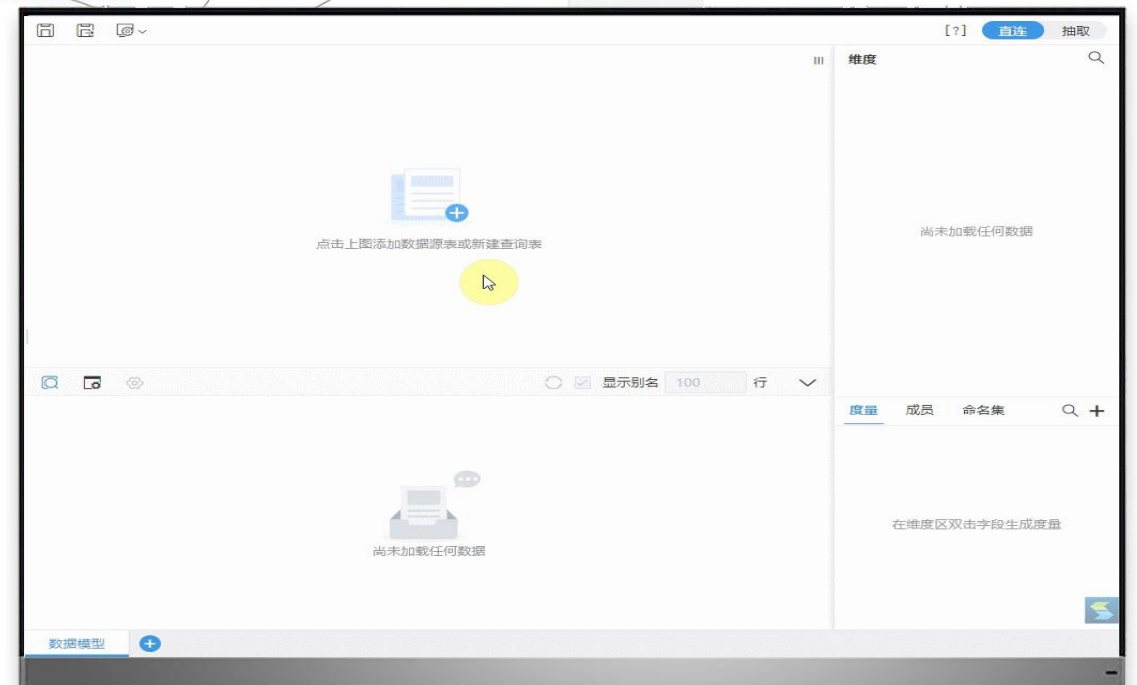 [?] 直连 抽取
维度
点击上图添加数据源表或新建查询表
尚未加载任何数据
显示别名 100 行
度量 成员 命名集
尚未加载任何数据
在维度区双击字段生成度量
数据模型